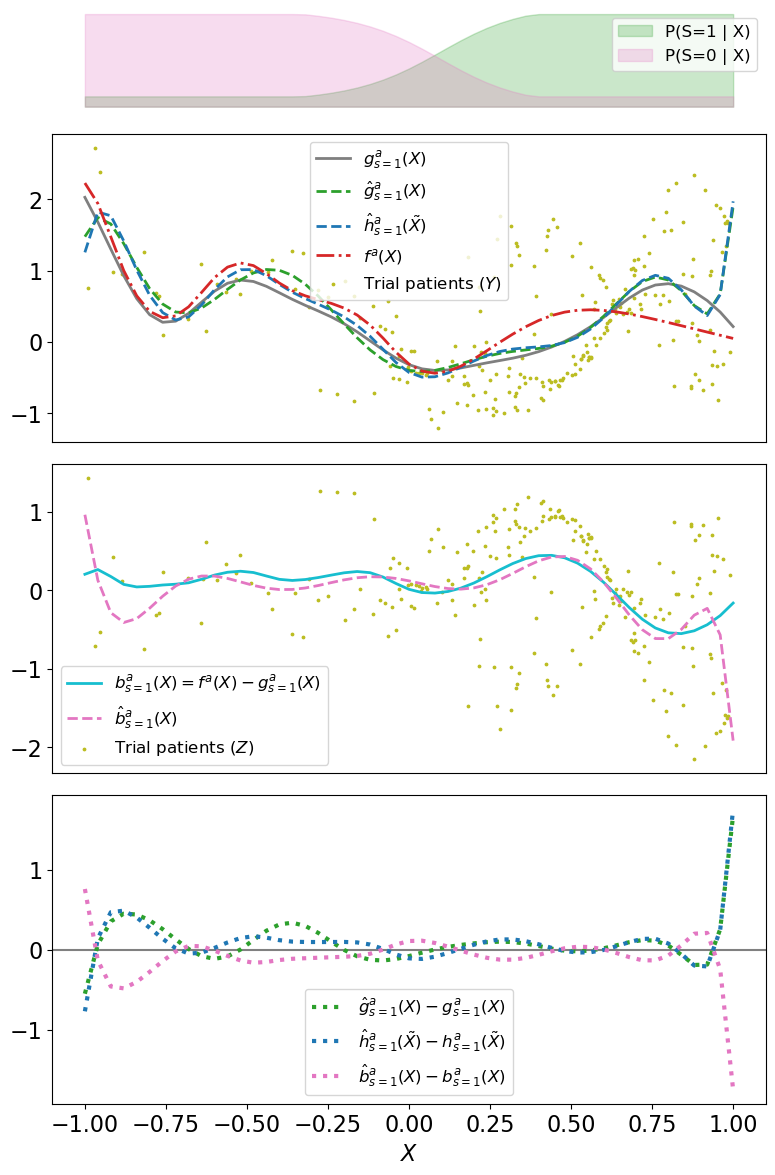 P(S=1 | X)
P(S=0 | X)
2
1
0
−1
g^a_{s=1}(X)
ĝ^a_{s=1}(X)
ĥ^a_{s=1}(X̃)
f^a(X)
Trial patients (Y)
1
0
−1
−2
b^a_{s=1}(X) = f^a(X) − g^a_{s=1}(X)
b̂^a_{s=1}(X)
Trial patients (Z)
1
0
−1
ĝ^a_{s=1}(X) − g^a_{s=1}(X)
ĥ^a_{s=1}(X̃) − h^a_{s=1}(X̃)
b̂^a_{s=1}(X) − b^a_{s=1}(X)
−1.00 −0.75 −0.50 −0.25 0.00 0.25 0.50 0.75 1.00
X